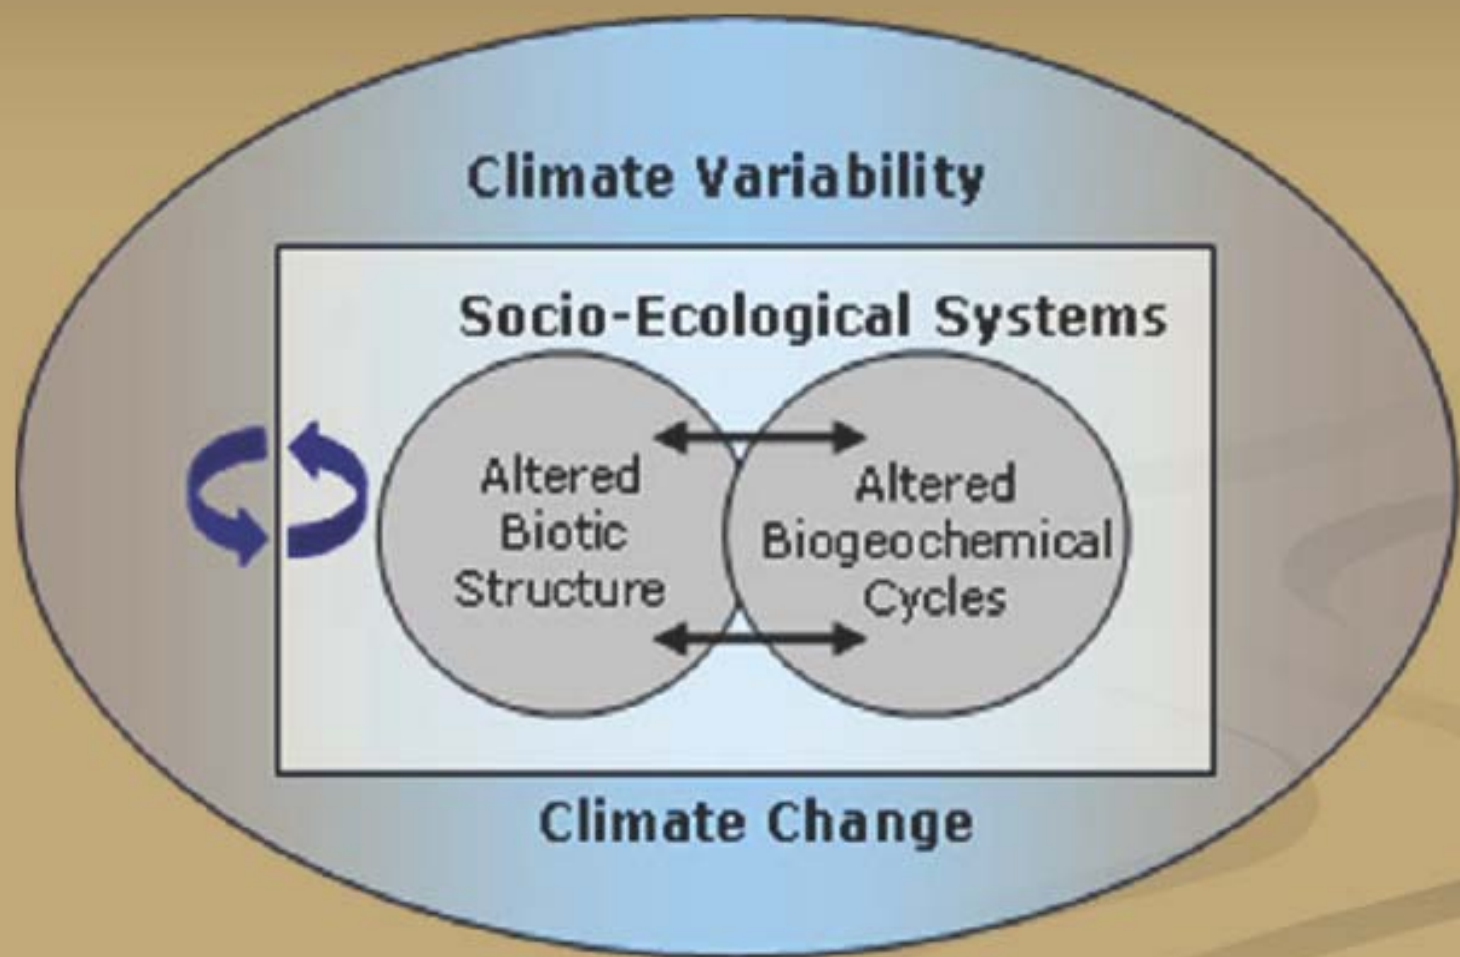 Climate Variability
Socio-Ecological Systems
Altered
Biotic
Structure
Altered
Biogeochemical
Cycles
Climate Change